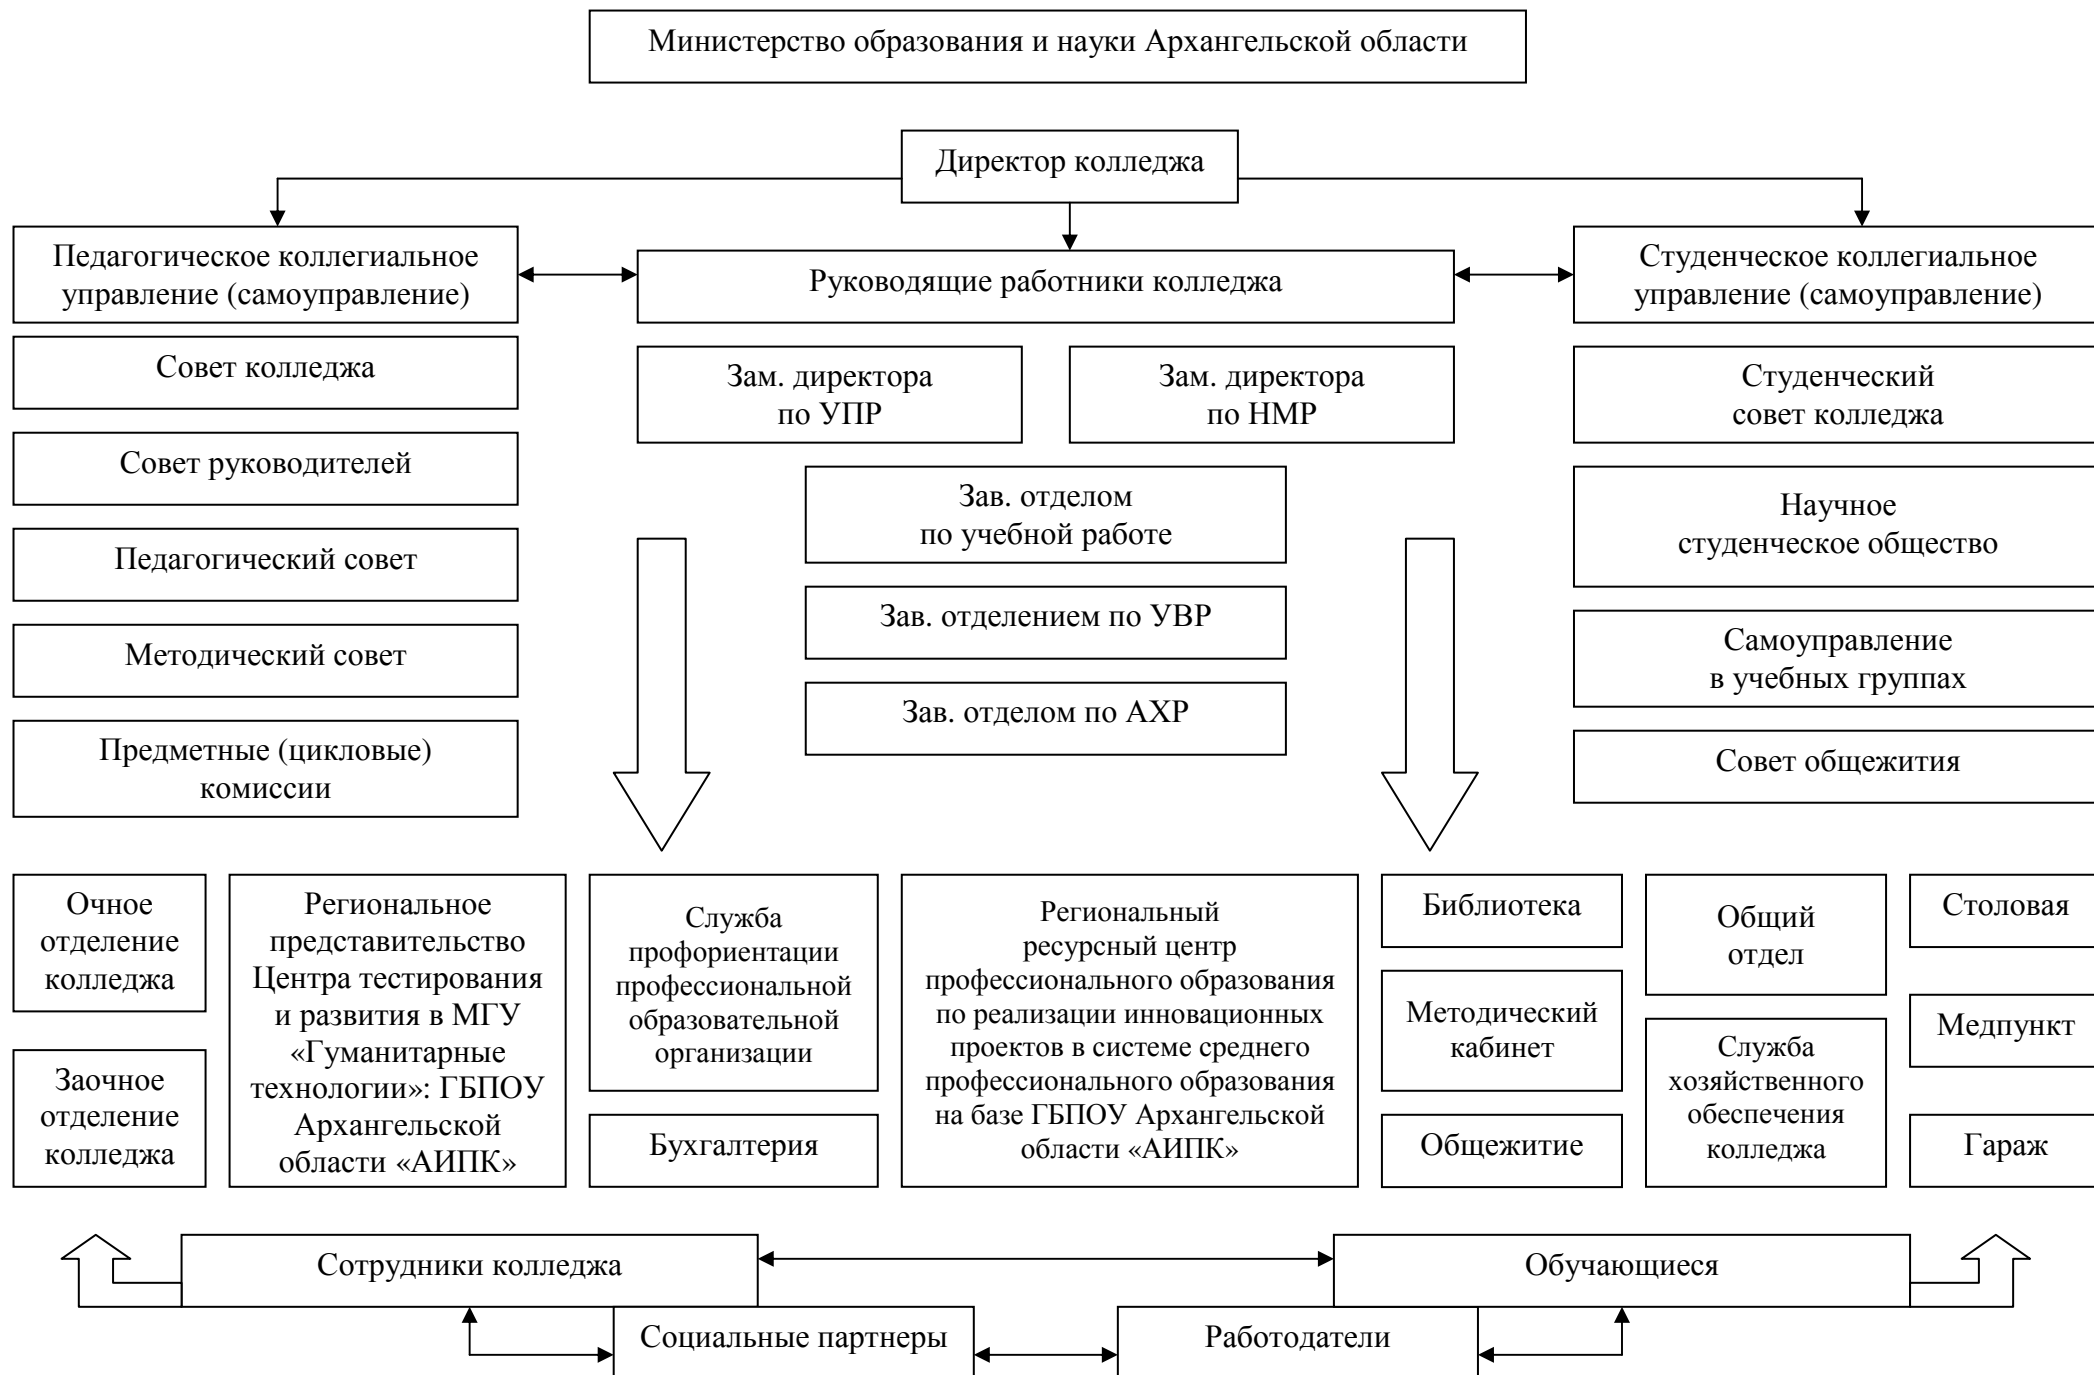 Министерство образования и науки Архангельской области
Директор колледжа
Педагогическое коллегиальное
управление (самоуправление)
Руководящие работники колледжа
Студенческое коллегиальное
управление (самоуправление)
Совет колледжа
Совет руководителей
Педагогический совет
Методический совет
Предметные (цикловые)
комиссии
Зам. директора
по УПР
Зам. директора
по НМР
Зав. отделом
по учебной работе
Зав. отделением по УВР
Зав. отделом по АХР
Студенческий
совет колледжа
Научное
студенческое общество
Самоуправление
в учебных группах
Совет общежития
Очное
отделение
колледжа
Заочное
отделение
колледжа
Региональное
представительство
Центра тестирования
и развития в МГУ
«Гуманитарные
технологии»: ГБПОУ
Архангельской
области «АИПК»
Служба
профориентации
профессиональной
образовательной
организации
Бухгалтерия
Региональный
ресурсный центр
профессионального образования
по реализации инновационных
проектов в системе среднего
профессионального образования
на базе ГБПОУ Архангельской
области «АИПК»
Библиотека
Методический
кабинет
Общежитие
Общий
отдел
Служба
хозяйственного
обеспечения
колледжа
Столовая
Медпункт
Гараж
Сотрудники колледжа
Обучающиеся
Социальные партнеры
Работодатели